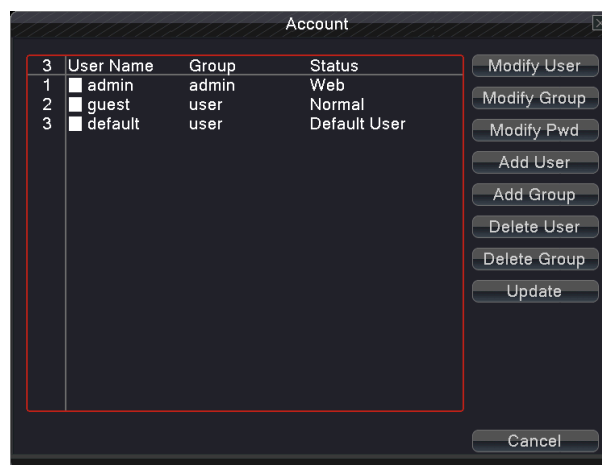 Account
3 User Name Group Status
1 admin admin Web
2 guest user Normal
3 default user Default User
Modify User
Modify Group
Modify Pwd
Add User
Add Group
Delete User
Delete Group
Update
Cancel